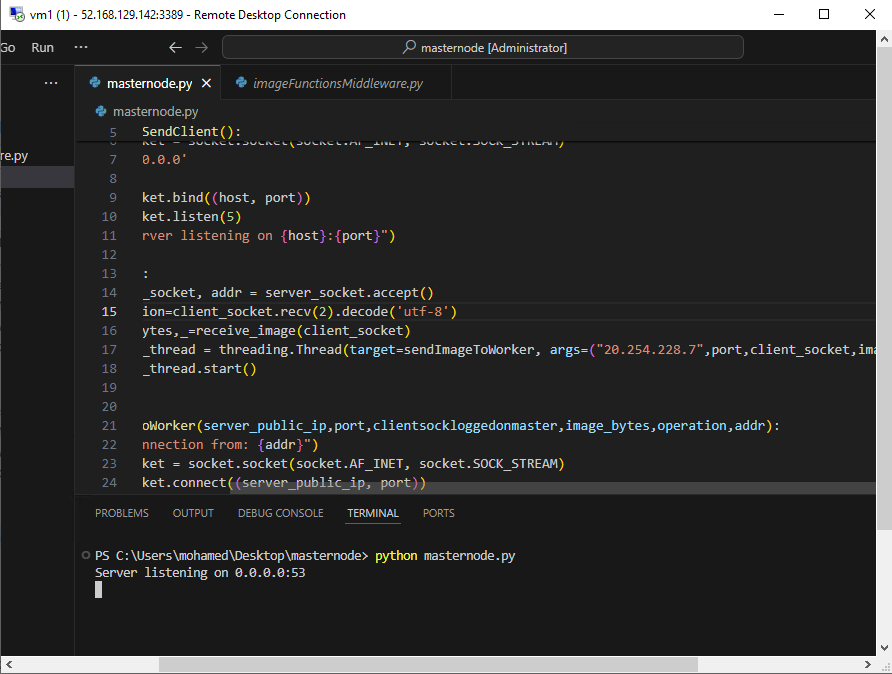 vm1 (1) - 52.168.129.142:3389 - Remote Desktop Connection
Go Run ··· masternode [Administrator]
··· masternode.py imageFunctionsMiddleware.py
masternode.py
re.py
5 SendClient():
6 ket = socket.socket(socket.AF_INET, socket.SOCK_STREAM)
7 0.0.0'
8
9 ket.bind((host, port))
10 ket.listen(5)
11 rver listening on {host}:{port}")
12
13 :
14 _socket, addr = server_socket.accept()
15 ion=client_socket.recv(2).decode('utf-8')
16 ytes,_=receive_image(client_socket)
17 _thread = threading.Thread(target=sendImageToWorker, args=("20.254.228.7",port,client_socket,ima
18 _thread.start()
19
20
21 oWorker(server_public_ip,port,clientsockloggedonmaster,image_bytes,operation,addr):
22 nnection from: {addr}")
23 ket = socket.socket(socket.AF_INET, socket.SOCK_STREAM)
24 ket.connect((server_public_ip, port))
PROBLEMS OUTPUT DEBUG CONSOLE TERMINAL PORTS
PS C:\Users\mohamed\Desktop\masternode> python masternode.py
Server listening on 0.0.0.0:53